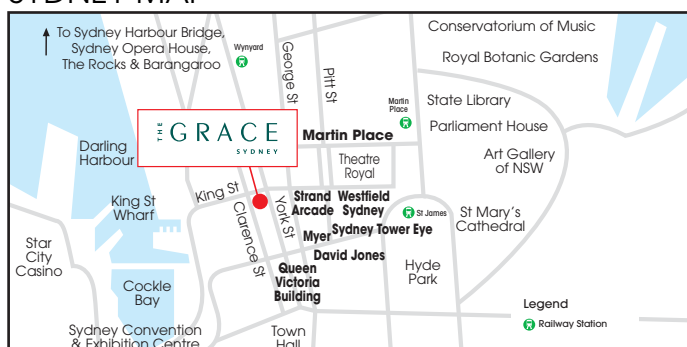 SYDNEY MAP
To Sydney Harbour Bridge,
Sydney Opera House,
The Rocks & Barangaroo
Wynyard
George St
Pitt St
Conservatorium of Music
Royal Botanic Gardens
Martin
Place
State Library
Parliament House
THE GRACE
SYDNEY
Martin Place
Darling
Harbour
Theatre
Royal
Art Gallery
of NSW
King St
King St
Wharf
Clarence St
York St
Strand
Arcade
Westfield
Sydney
St James
St Mary's
Cathedral
Myer
Sydney Tower Eye
David Jones
Star
City
Casino
Queen
Victoria
Building
Hyde
Park
Cockle
Bay
Legend
Railway Station
Sydney Convention
& Exhibition Centre
Town
Hall